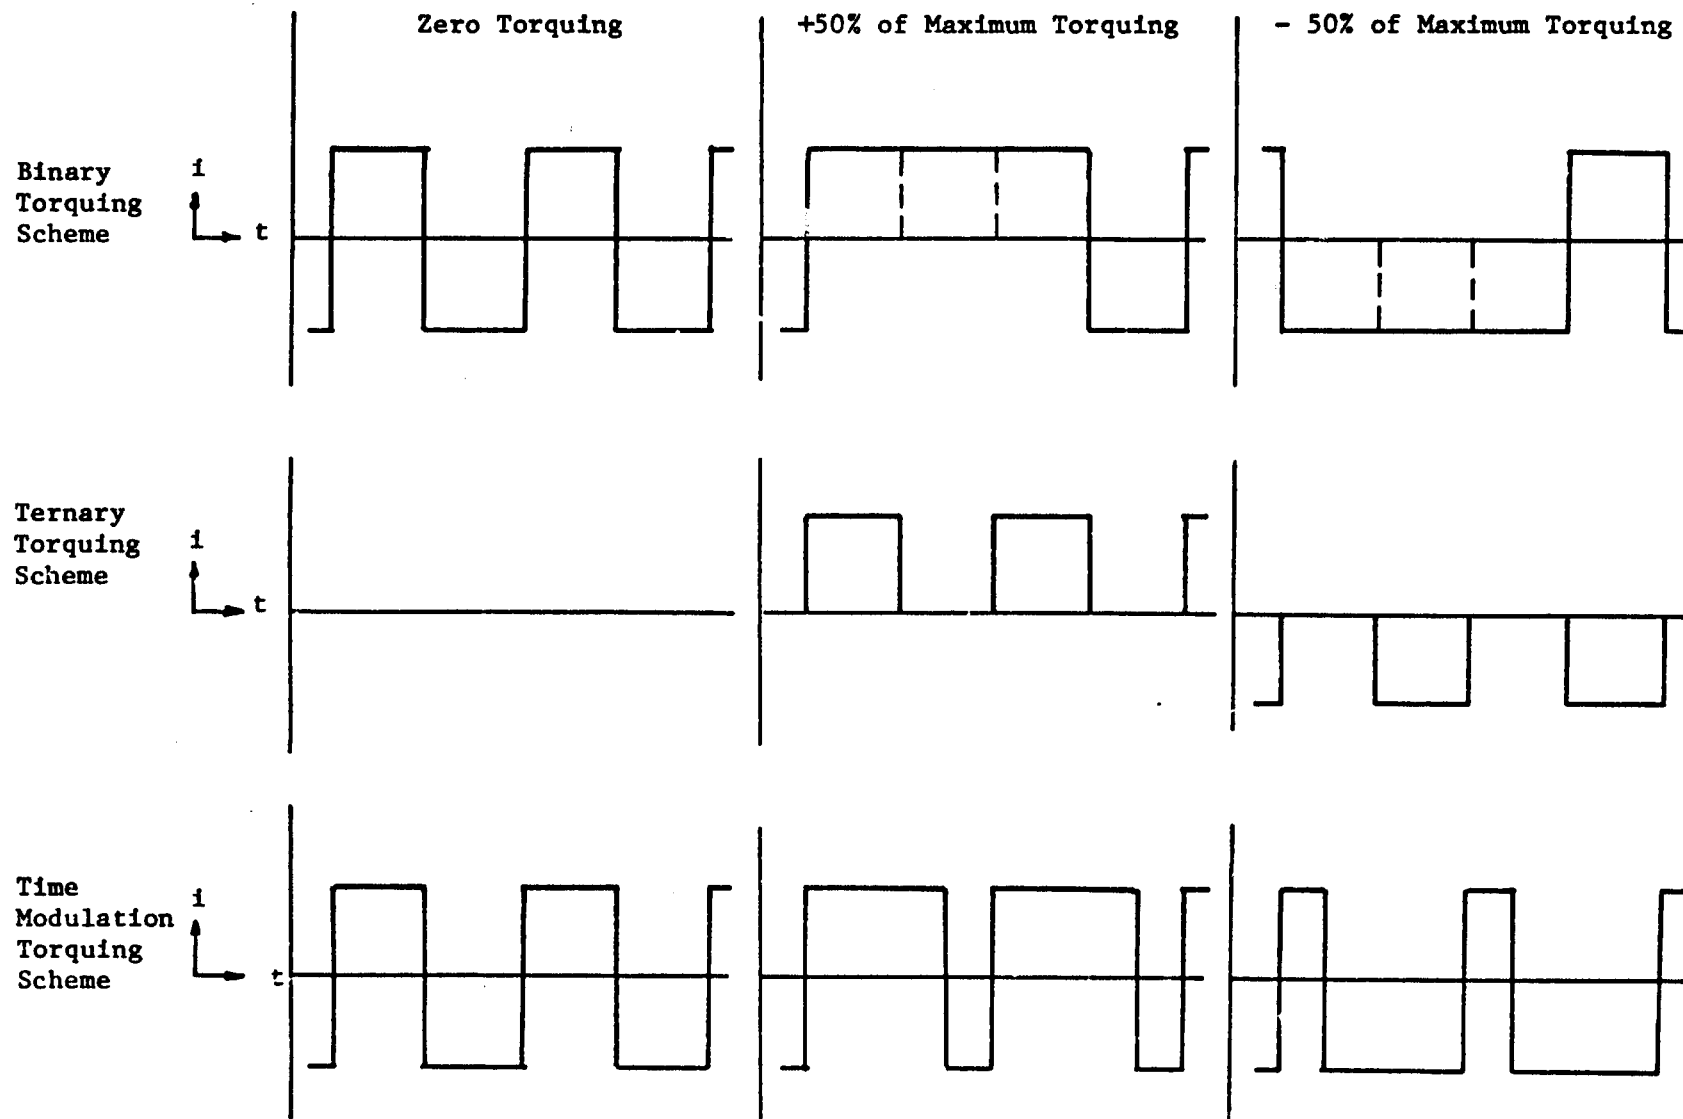 Zero Torquing
+50% of Maximum Torquing
- 50% of Maximum Torquing
Binary
Torquing
Scheme
i
t
Ternary
Torquing
Scheme
i
t
Time
Modulation
Torquing
Scheme
i
t